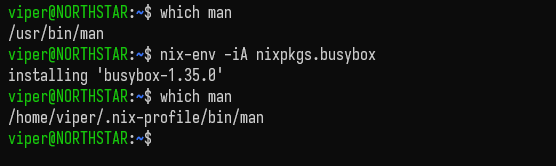 viper@NORTHSTAR:~$ which man
/usr/bin/man
viper@NORTHSTAR:~$ nix-env -iA nixpkgs.busybox
installing 'busybox-1.35.0'
viper@NORTHSTAR:~$ which man
/home/viper/.nix-profile/bin/man
viper@NORTHSTAR:~$